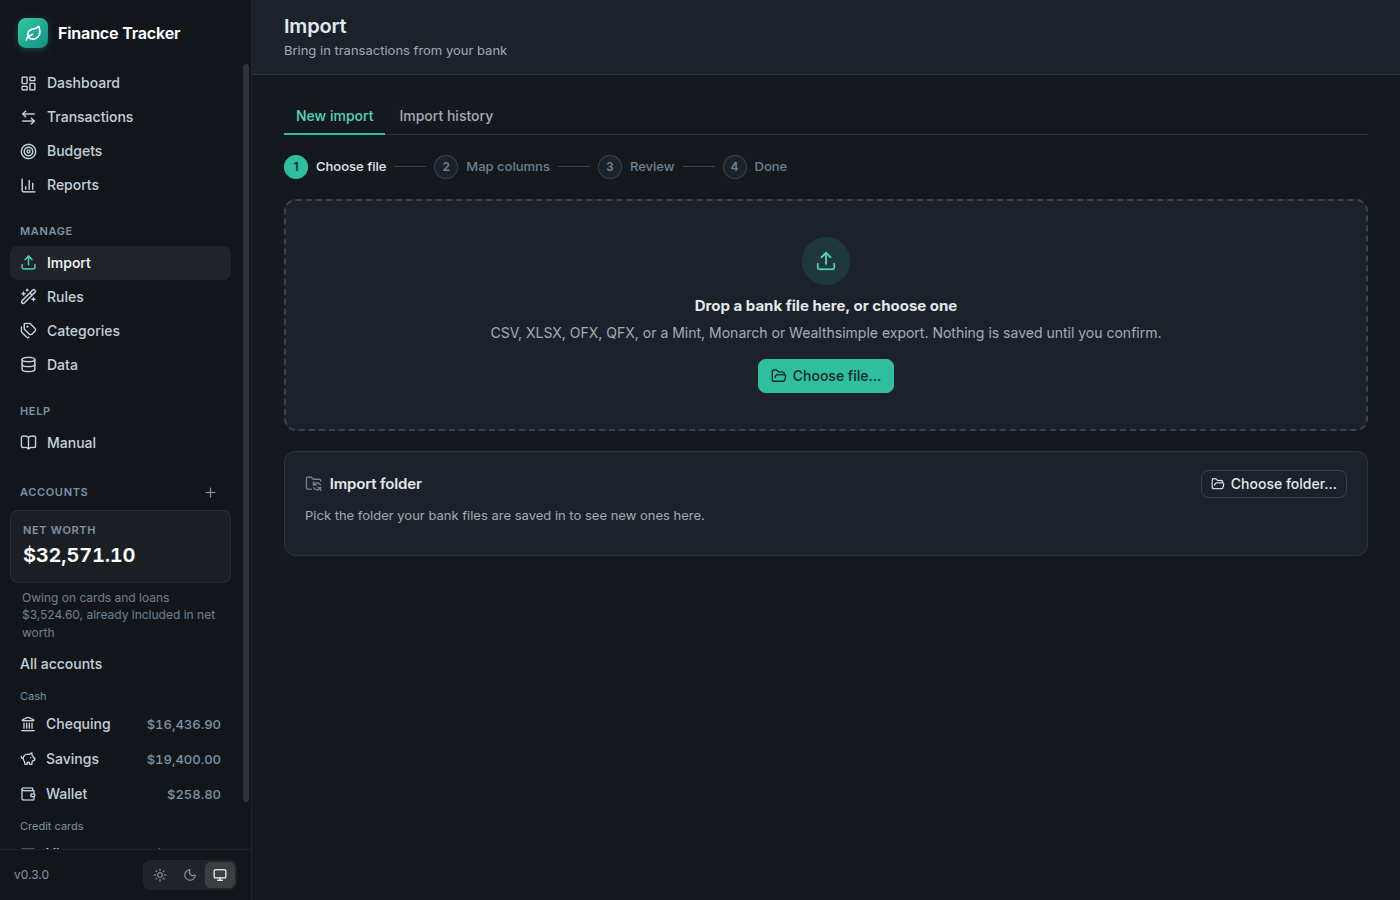 Finance Tracker
Dashboard
Transactions
Budgets
Reports
MANAGE
Import
Rules
Categories
Data
HELP
Manual
ACCOUNTS
NET WORTH
$32,571.10
Owing on cards and loans
$3,524.60, already included in net
worth
All accounts
Cash
Chequing $16,436.90
Savings $19,400.00
Wallet $258.80
Credit cards
v0.3.0
Import
Bring in transactions from your bank
New import Import history
1 Choose file 2 Map columns 3 Review 4 Done
Drop a bank file here, or choose one
CSV, XLSX, OFX, QFX, or a Mint, Monarch or Wealthsimple export. Nothing is saved until you confirm.
Choose file...
Import folder
Choose folder...
Pick the folder your bank files are saved in to see new ones here.